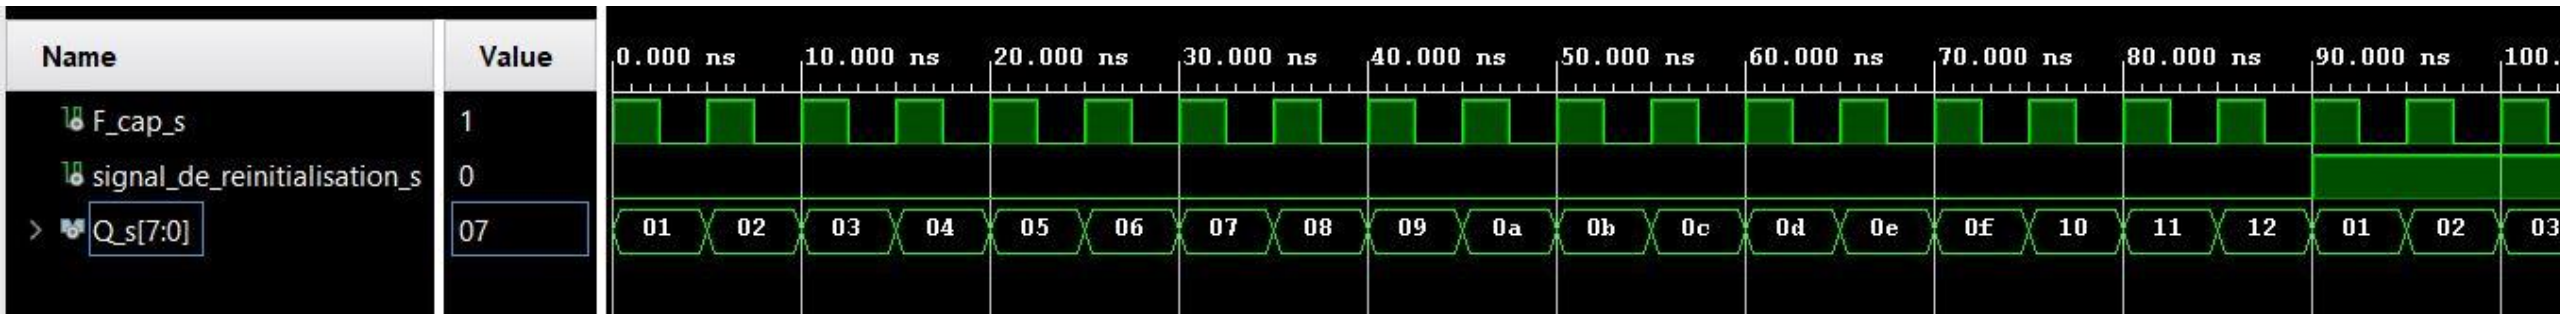 Name Value 0.000 ns 10.000 ns 20.000 ns 30.000 ns 40.000 ns 50.000 ns 60.000 ns 70.000 ns 80.000 ns 90.000 ns 100.
F_cap_s 1
signal_de_reinitialisation_s 0
Q_s[7:0] 07 01 02 03 04 05 06 07 08 09 0a 0b 0c 0d 0e 0f 10 11 12 01 02 03